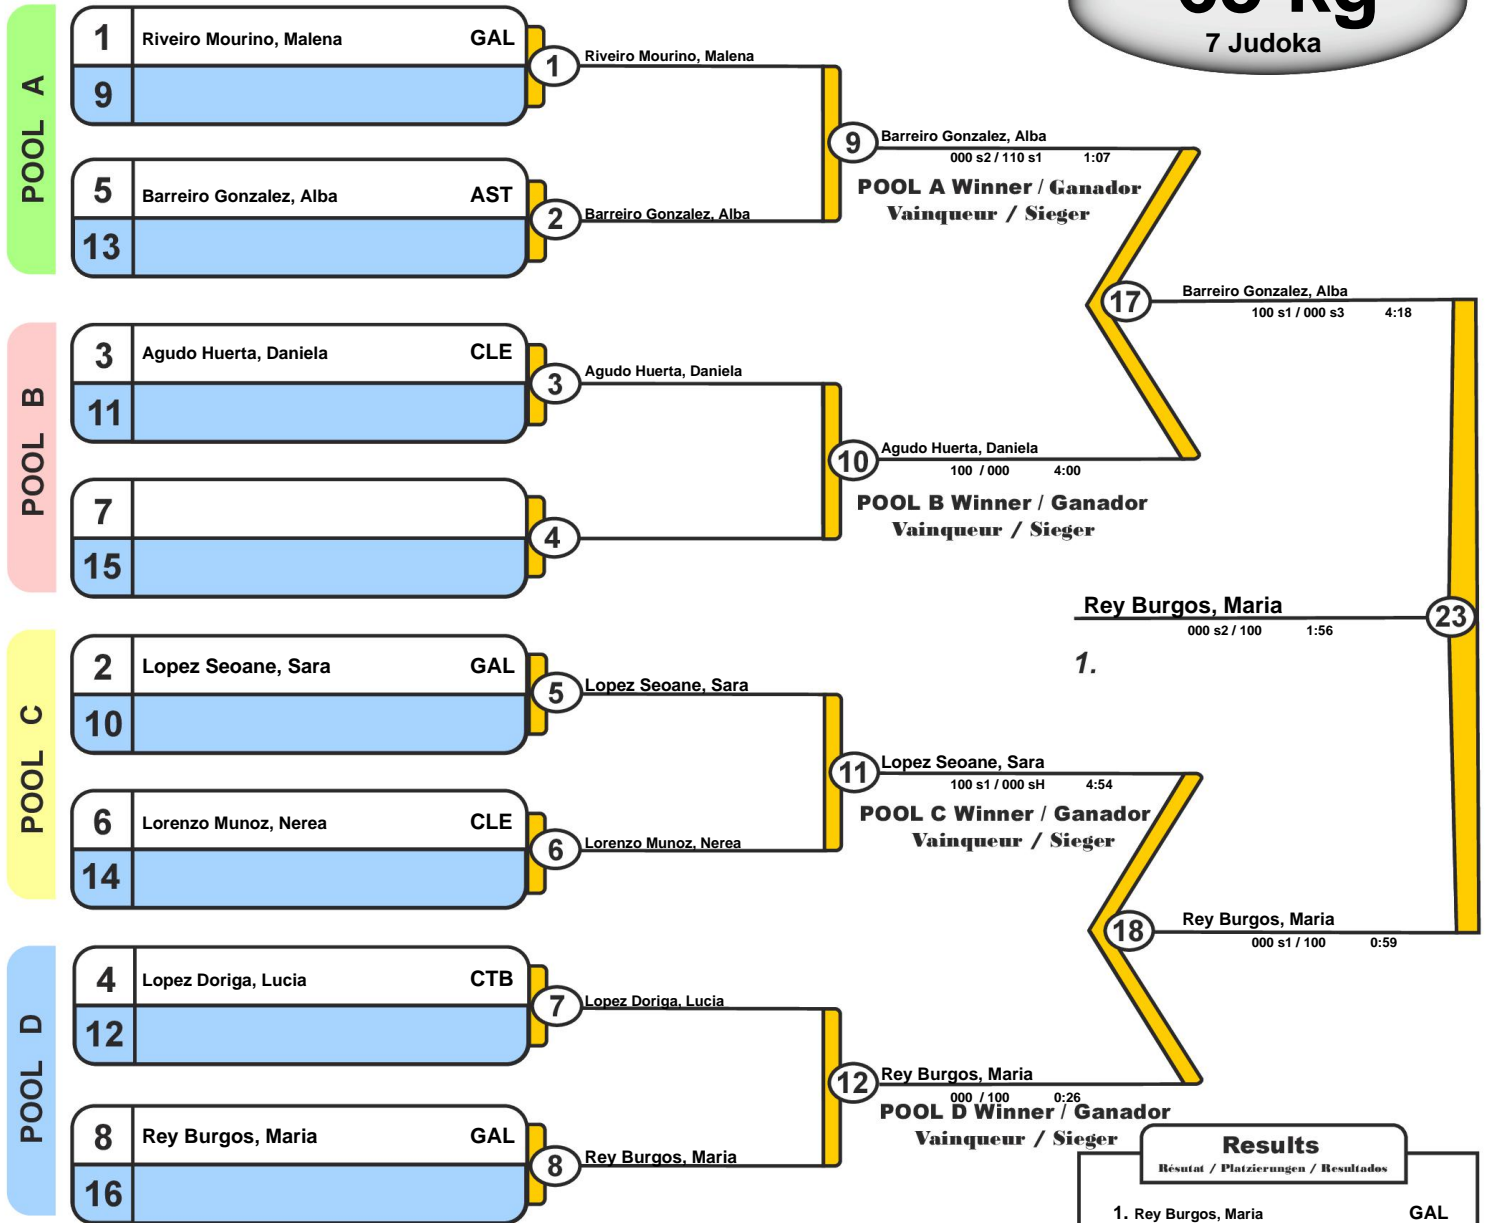 7 Judoka
POOL A
1 Riveiro Mourino, Malena GAL
9
1 Riveiro Mourino, Malena
5 Barreiro Gonzalez, Alba AST
13
2 Barreiro Gonzalez, Alba
9 Barreiro Gonzalez, Alba
000 s2 / 110 s1 1:07
POOL A Winner / Ganador
Vainqueur / Sieger
POOL B
3 Agudo Huerta, Daniela CLE
11
3 Agudo Huerta, Daniela
7
15
4
10 Agudo Huerta, Daniela
100 / 000 4:00
POOL B Winner / Ganador
Vainqueur / Sieger
17 Barreiro Gonzalez, Alba
100 s1 / 000 s3 4:18
Rey Burgos, Maria 23
000 s2 / 100 1:56
1.
POOL C
2 Lopez Seoane, Sara GAL
10
5 Lopez Seoane, Sara
6 Lorenzo Munoz, Nerea CLE
14
6 Lorenzo Munoz, Nerea
11 Lopez Seoane, Sara
100 s1 / 000 sH 4:54
POOL C Winner / Ganador
Vainqueur / Sieger
18 Rey Burgos, Maria
000 s1 / 100 0:59
POOL D
4 Lopez Doriga, Lucia CTB
12
7 Lopez Doriga, Lucia
8 Rey Burgos, Maria GAL
16
8 Rey Burgos, Maria
12 Rey Burgos, Maria
000 / 100 0:26
POOL D Winner / Ganador
Vainqueur / Sieger
Results
Résutat / Platzierungen / Resultados
1. Rey Burgos, Maria GAL